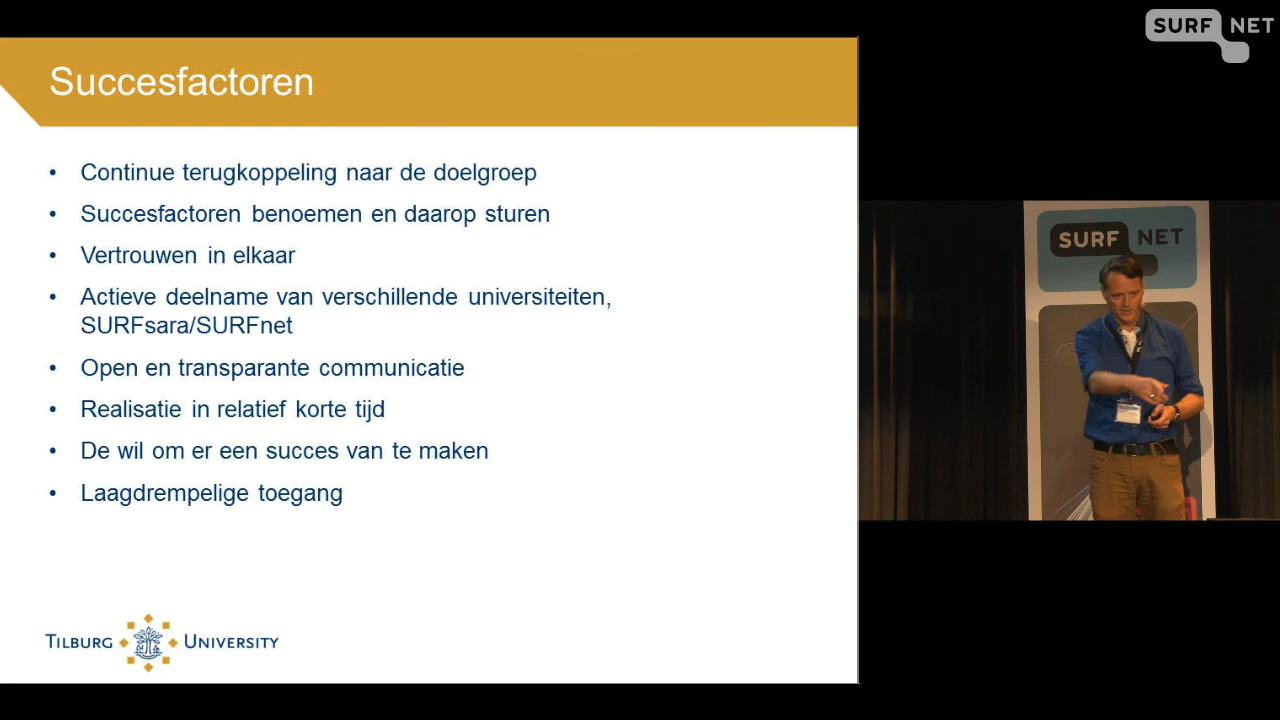 SURF NET
Succesfactoren
• Continue terugkoppeling naar de doelgroep
• Succesfactoren benoemen en daarop sturen
• Vertrouwen in elkaar
• Actieve deelname van verschillende universiteiten,
SURFsara/SURFnet
• Open en transparante communicatie
• Realisatie in relatief korte tijd
• De wil om er een succes van te maken
• Laagdrempelige toegang
TILBURG UNIVERSITY
SURF NET